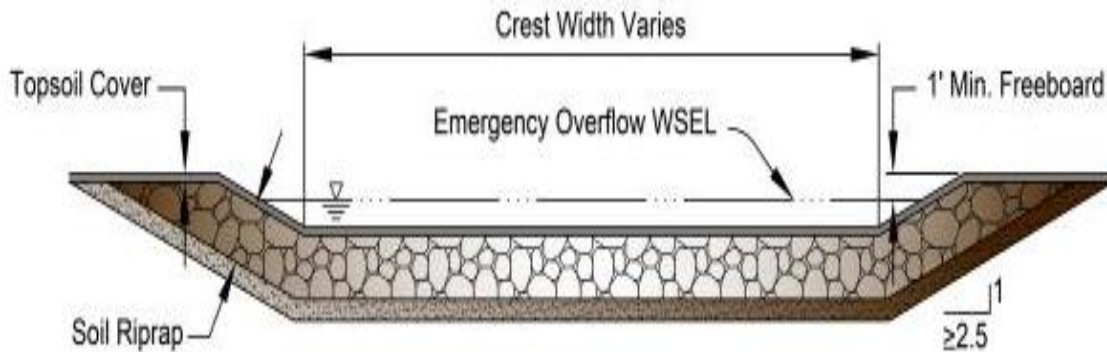 Crest Width Varies
Topsoil Cover
1' Min. Freeboard
Emergency Overflow WSEL
Soil Riprap
1
≥2.5